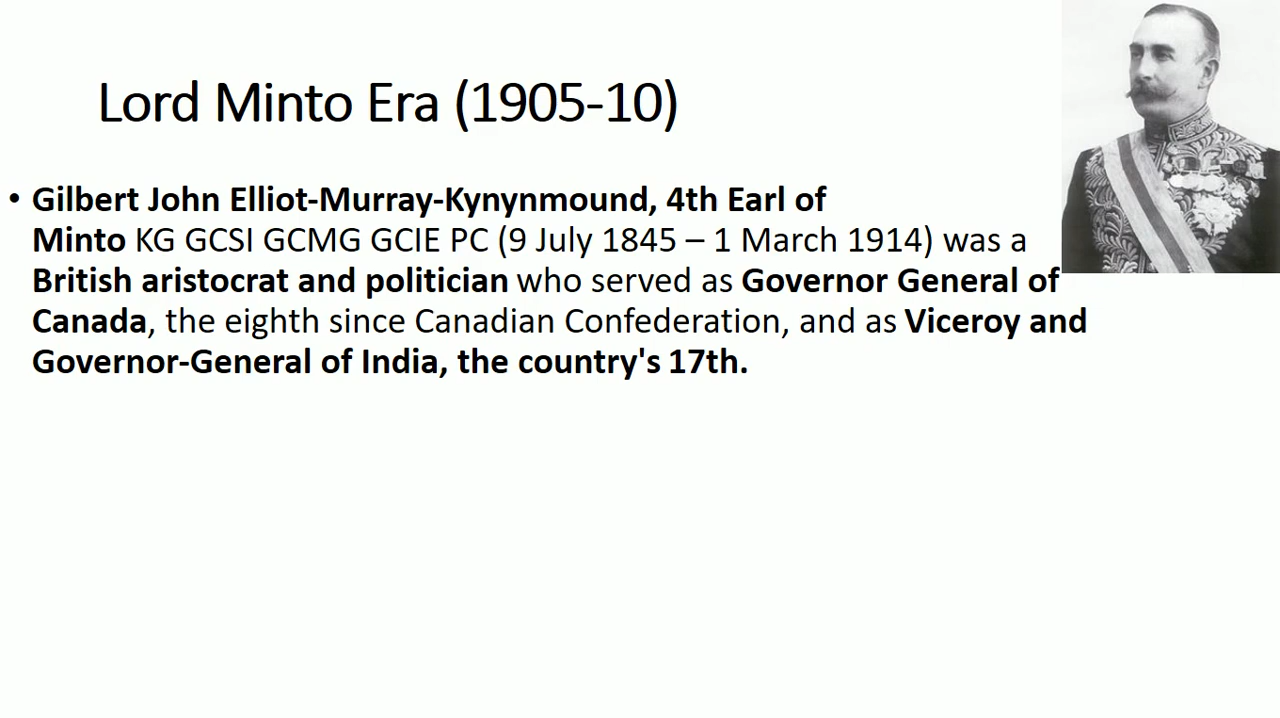 Lord Minto Era (1905-10)
• Gilbert John Elliot-Murray-Kynynmound, 4th Earl of
Minto KG GCSI GCMG GCIE PC (9 July 1845 – 1 March 1914) was a
British aristocrat and politician who served as Governor General of
Canada, the eighth since Canadian Confederation, and as Viceroy and
Governor-General of India, the country's 17th.